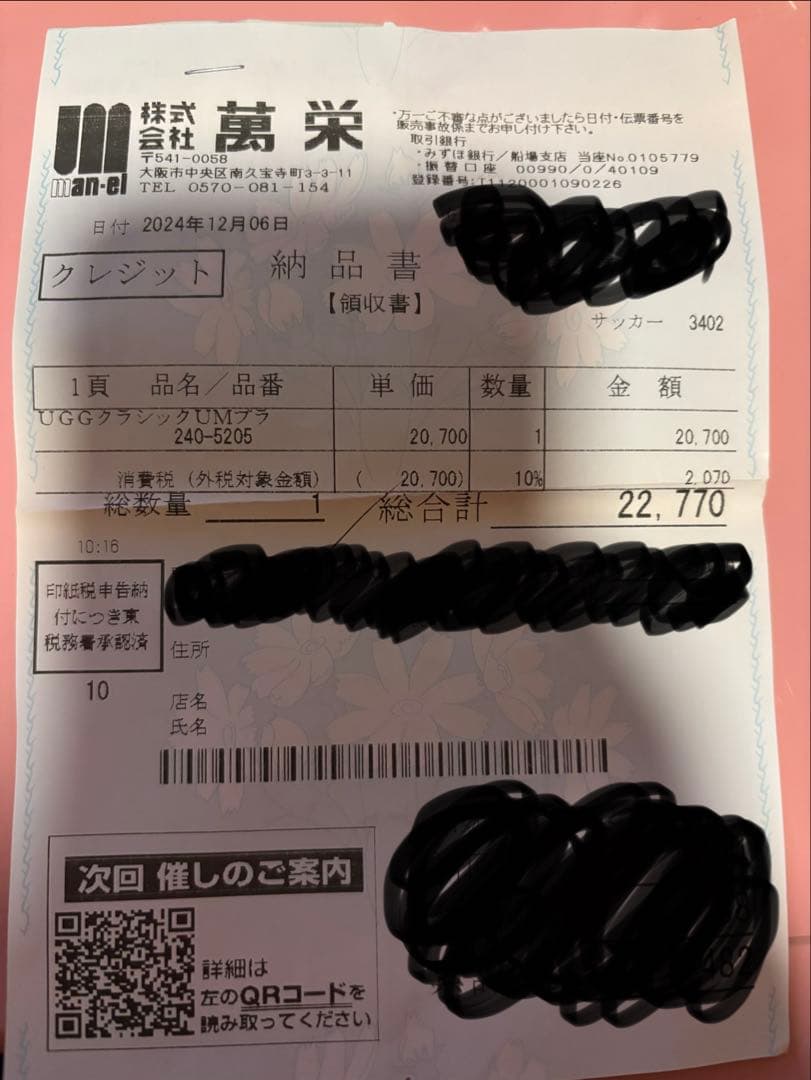 man-el
株式会社 萬栄
〒541-0058
大阪市中央区南久宝寺町3-3-11
TEL 0570-081-154
*万一ご不審な点がございましたら日付・伝票番号を
販売事故係までお申し付け下さい。
取引銀行
・みずほ銀行/船場支店 当座No.0105779
・振替口座 00990/0/40109
登録番号:T1120001090226
日付 2024年12月06日
クレジット 納品書
【領収書】
サッカー 3402
1頁 品名/品番 単価 数量 金額
UGGクラシックUMプラ
240-5205 20,700 1 20,700
消費税(外税対象金額) ( 20,700) 10% 2,070
総数量 1 総合計 22,770
10:16
印紙税申告納
付につき東
税務署承認済
住所
10
店名
氏名
次回 催しのご案内
詳細は
左のQRコードを
読み取ってください